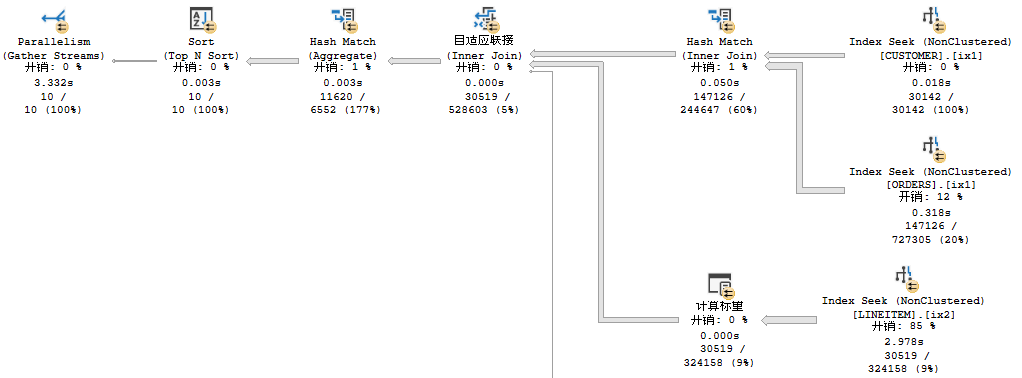 Parallelism
(Gather Streams)
开销: 0 %
3.332s
10 /
10 (100%)
Sort
(Top N Sort)
开销: 0 %
0.003s
10 /
10 (100%)
Hash Match
(Aggregate)
开销: 1 %
0.003s
11620 /
6552 (177%)
自适应联接
(Inner Join)
开销: 0 %
0.000s
30519 /
528603 (5%)
Hash Match
(Inner Join)
开销: 1 %
0.050s
147126 /
244647 (60%)
Index Seek (NonClustered)
[CUSTOMER].[ix1]
开销: 0 %
0.018s
30142 /
30142 (100%)
Index Seek (NonClustered)
[ORDERS].[ix1]
开销: 12 %
0.318s
147126 /
727305 (20%)
计算标量
开销: 0 %
0.000s
30519 /
324158 (9%)
Index Seek (NonClustered)
[LINEITEM].[ix2]
开销: 85 %
2.978s
30519 /
324158 (9%)